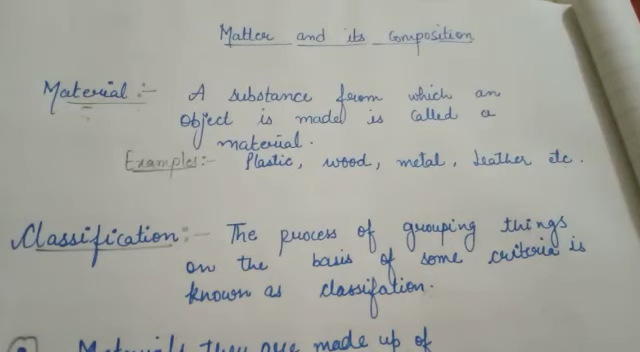 Matter and its Composition
Material :- A substance from which an
object is made is called a
material.
Examples:- Plastic, wood, metal, Leather etc.
Classification:- The process of grouping things
on the basis of some criteria is
known as classifation.
Materials they are made up of